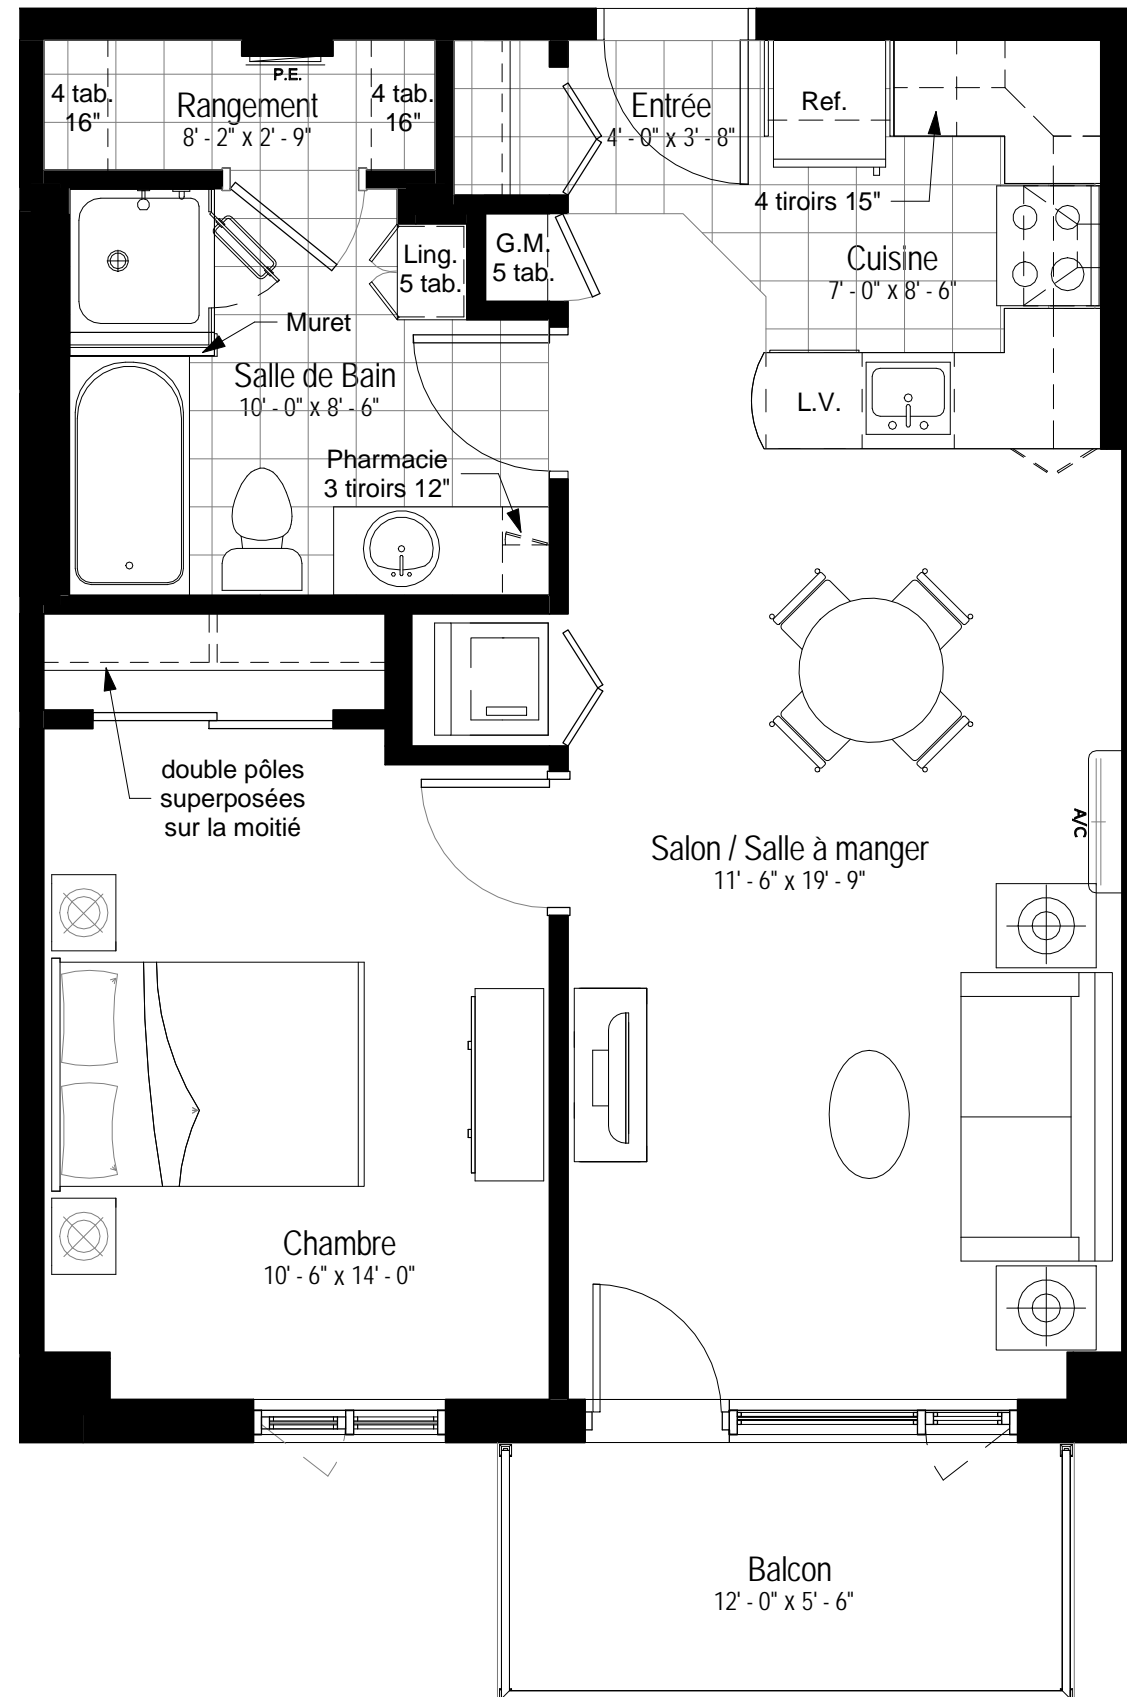 P.E.
4 tab.
16"
Rangement
8' - 2" x 2' - 9"
4 tab.
16"
Entrée
4' - 0" x 3' - 8"
Ref.
4 tiroirs 15"
Cuisine
7' - 0" x 8' - 6"
Ling.
5 tab.
G.M.
5 tab.
Muret
Salle de Bain
10' - 0" x 8' - 6"
L.V.
Pharmacie
3 tiroirs 12"
double pôles
superposées
sur la moitié
A/C
Salon / Salle à manger
11' - 6" x 19' - 9"
Chambre
10' - 6" x 14' - 0"
Balcon
12' - 0" x 5' - 6"